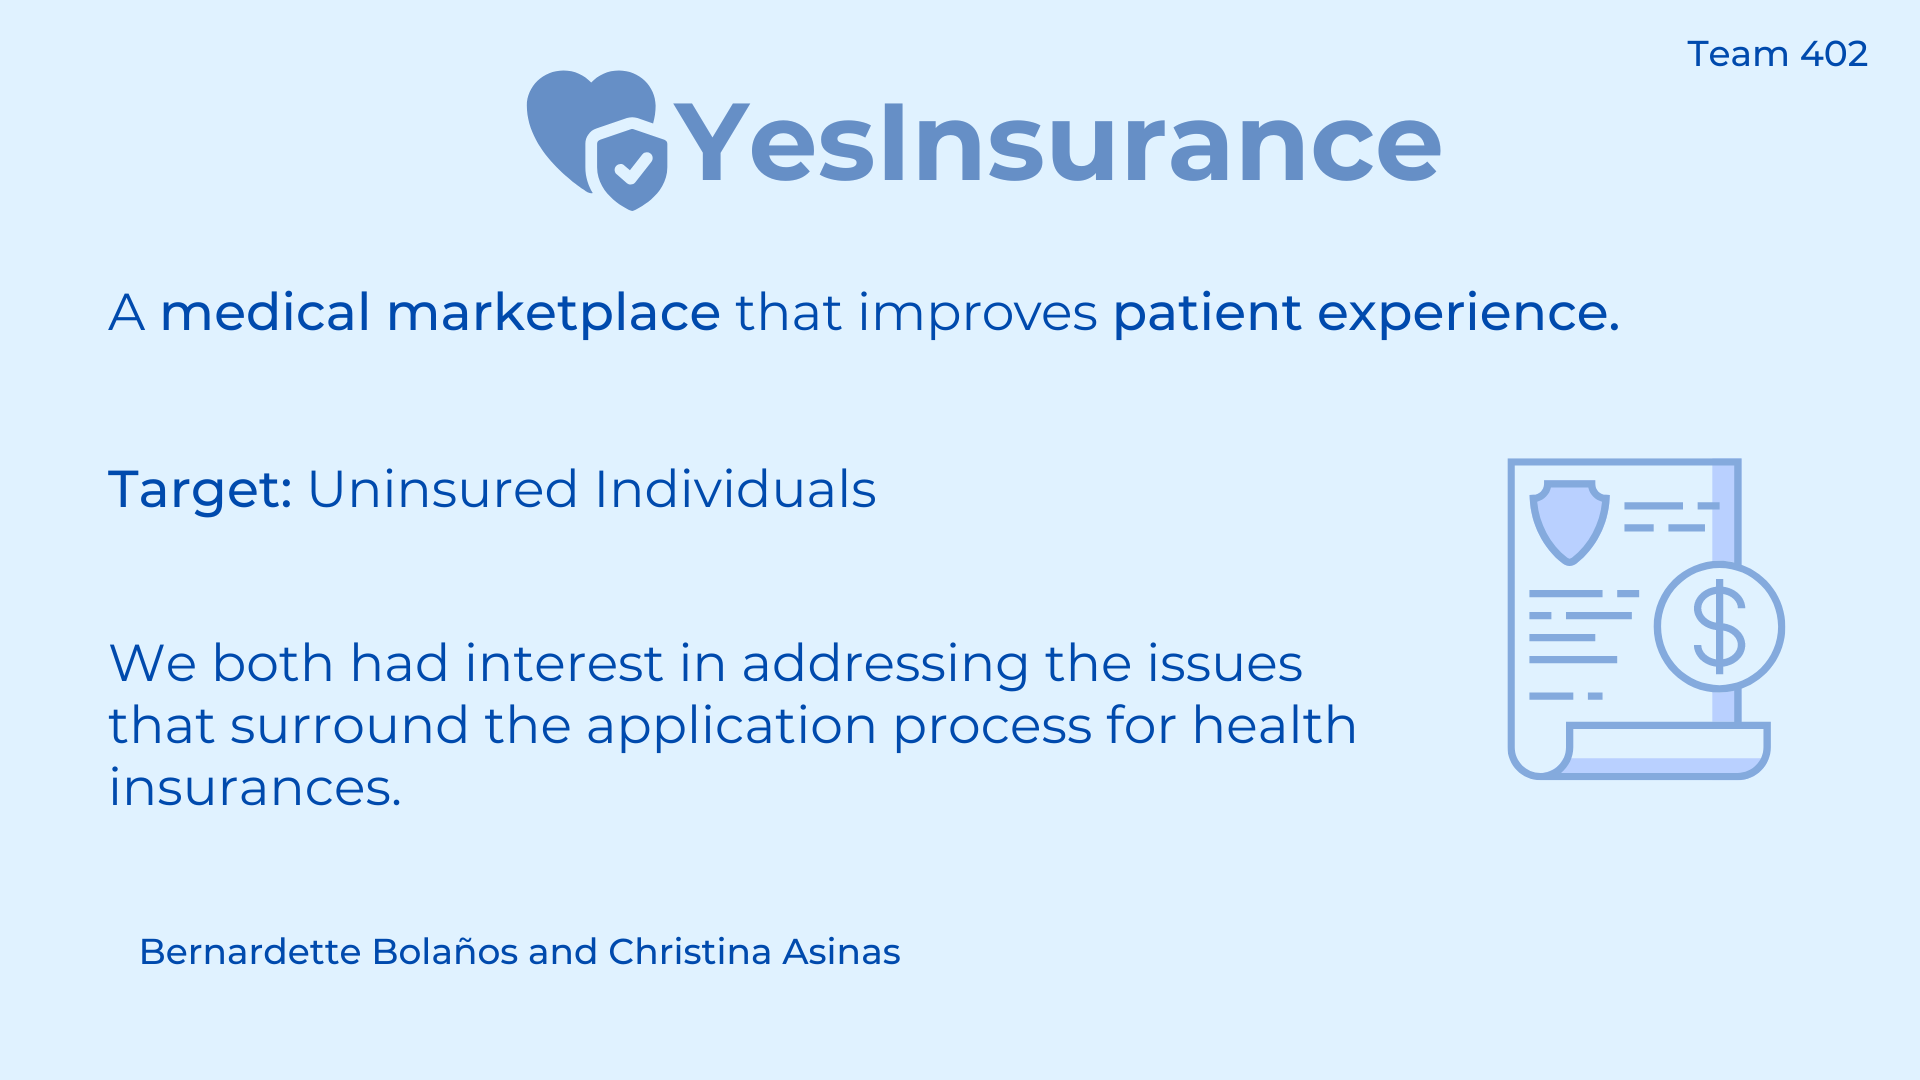 Team 402
YesInsurance
A medical marketplace that improves patient experience.
Target: Uninsured Individuals
$
We both had interest in addressing the issues
that surround the application process for health
insurances.
Bernardette Bolaños and Christina Asinas